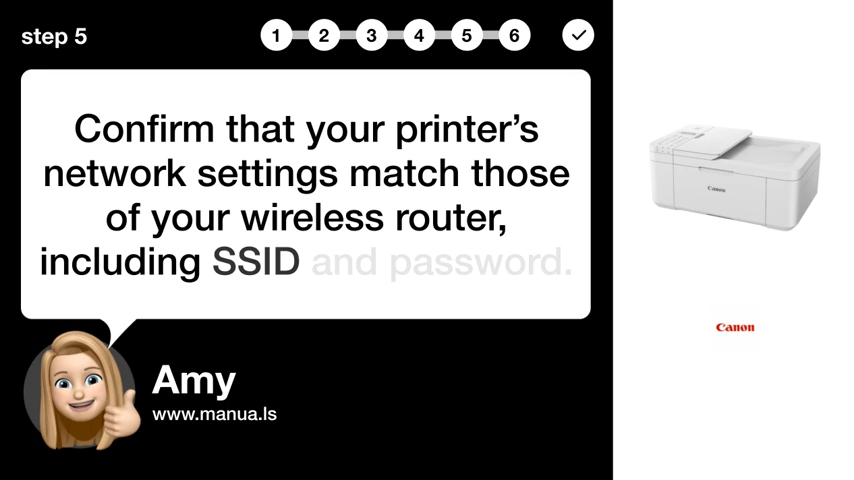 step 5
1 2 3 4 5 6
Confirm that your printer’s
network settings match those
of your wireless router,
including SSID and password.
Amy
www.manua.ls
Canon
Canon